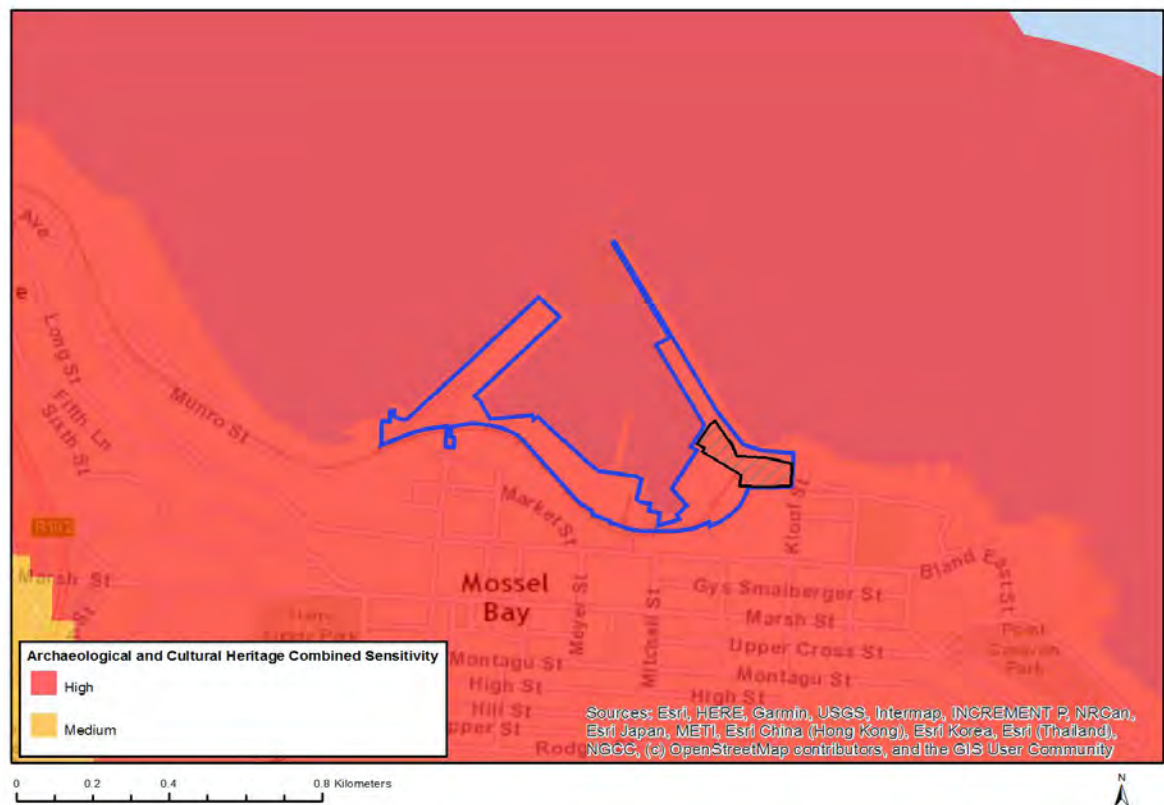 Ave
e
Long St
Fifth Ln
Sixth St
Munro St
Market St
Kloof St
R102
Marsh St
Bland E
East St
Mossel
Bay
Meyer St
Mitchall St
Gys Smalberger St
Marsh St
Point
Caravan
Park
Upper Cross St
Montagu St
Montagu St
High St
High St
Hill St
pper St
Archaeological and Cultural Heritage Combined Sensitivity
High
Medium
Sources: Esri, HERE, Garmin, USGS, Intermap, INCREMENT P, NRCan,
Esri Japan, METI, Esri China (Hong Kong), Esri Korea, Esri (Thailand),
NGCC, (c) OpenStreetMap contributors, and the GIS User Community
0 0.2 0.4 0.8 Kilometers
N